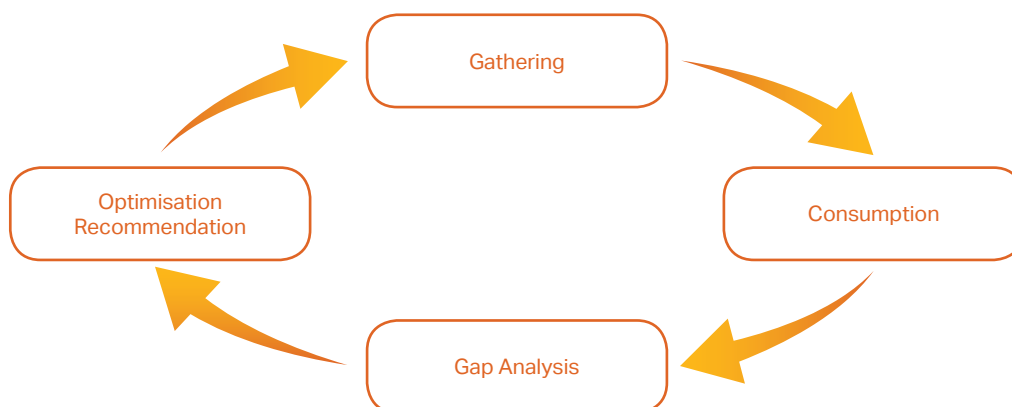 Gathering
Optimisation
Recommendation
Consumption
Gap Analysis